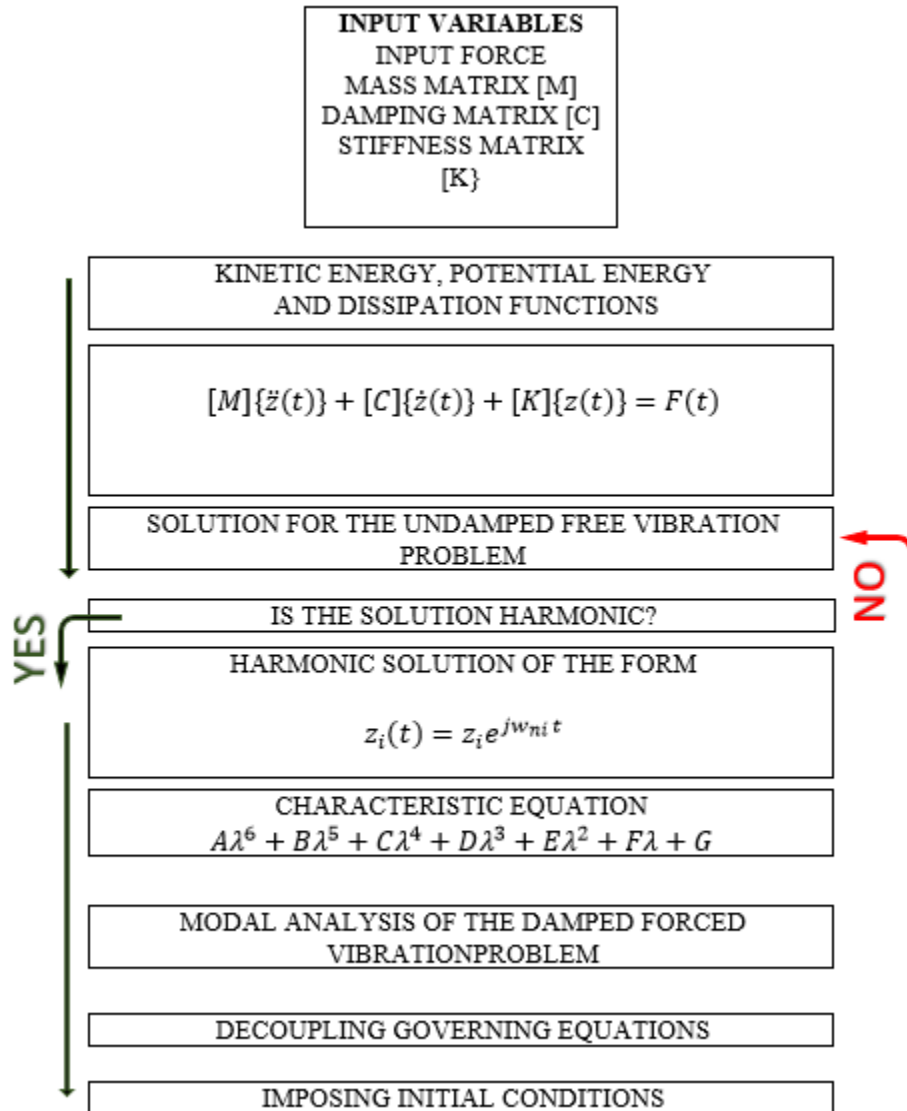 INPUT VARIABLES
INPUT FORCE
MASS MATRIX [M]
DAMPING MATRIX [C]
STIFFNESS MATRIX
[K}
KINETIC ENERGY, POTENTIAL ENERGY
AND DISSIPATION FUNCTIONS
[M]{z̈(t)} + [C]{ż(t)} + [K]{z(t)} = F(t)
SOLUTION FOR THE UNDAMPED FREE VIBRATION
PROBLEM
NO
IS THE SOLUTION HARMONIC?
YES
HARMONIC SOLUTION OF THE FORM
zᵢ(t) = zᵢe^{jw_{ni}t}
CHARACTERISTIC EQUATION
Aλ⁶ + Bλ⁵ + Cλ⁴ + Dλ³ + Eλ² + Fλ + G
MODAL ANALYSIS OF THE DAMPED FORCED
VIBRATIONPROBLEM
DECOUPLING GOVERNING EQUATIONS
IMPOSING INITIAL CONDITIONS